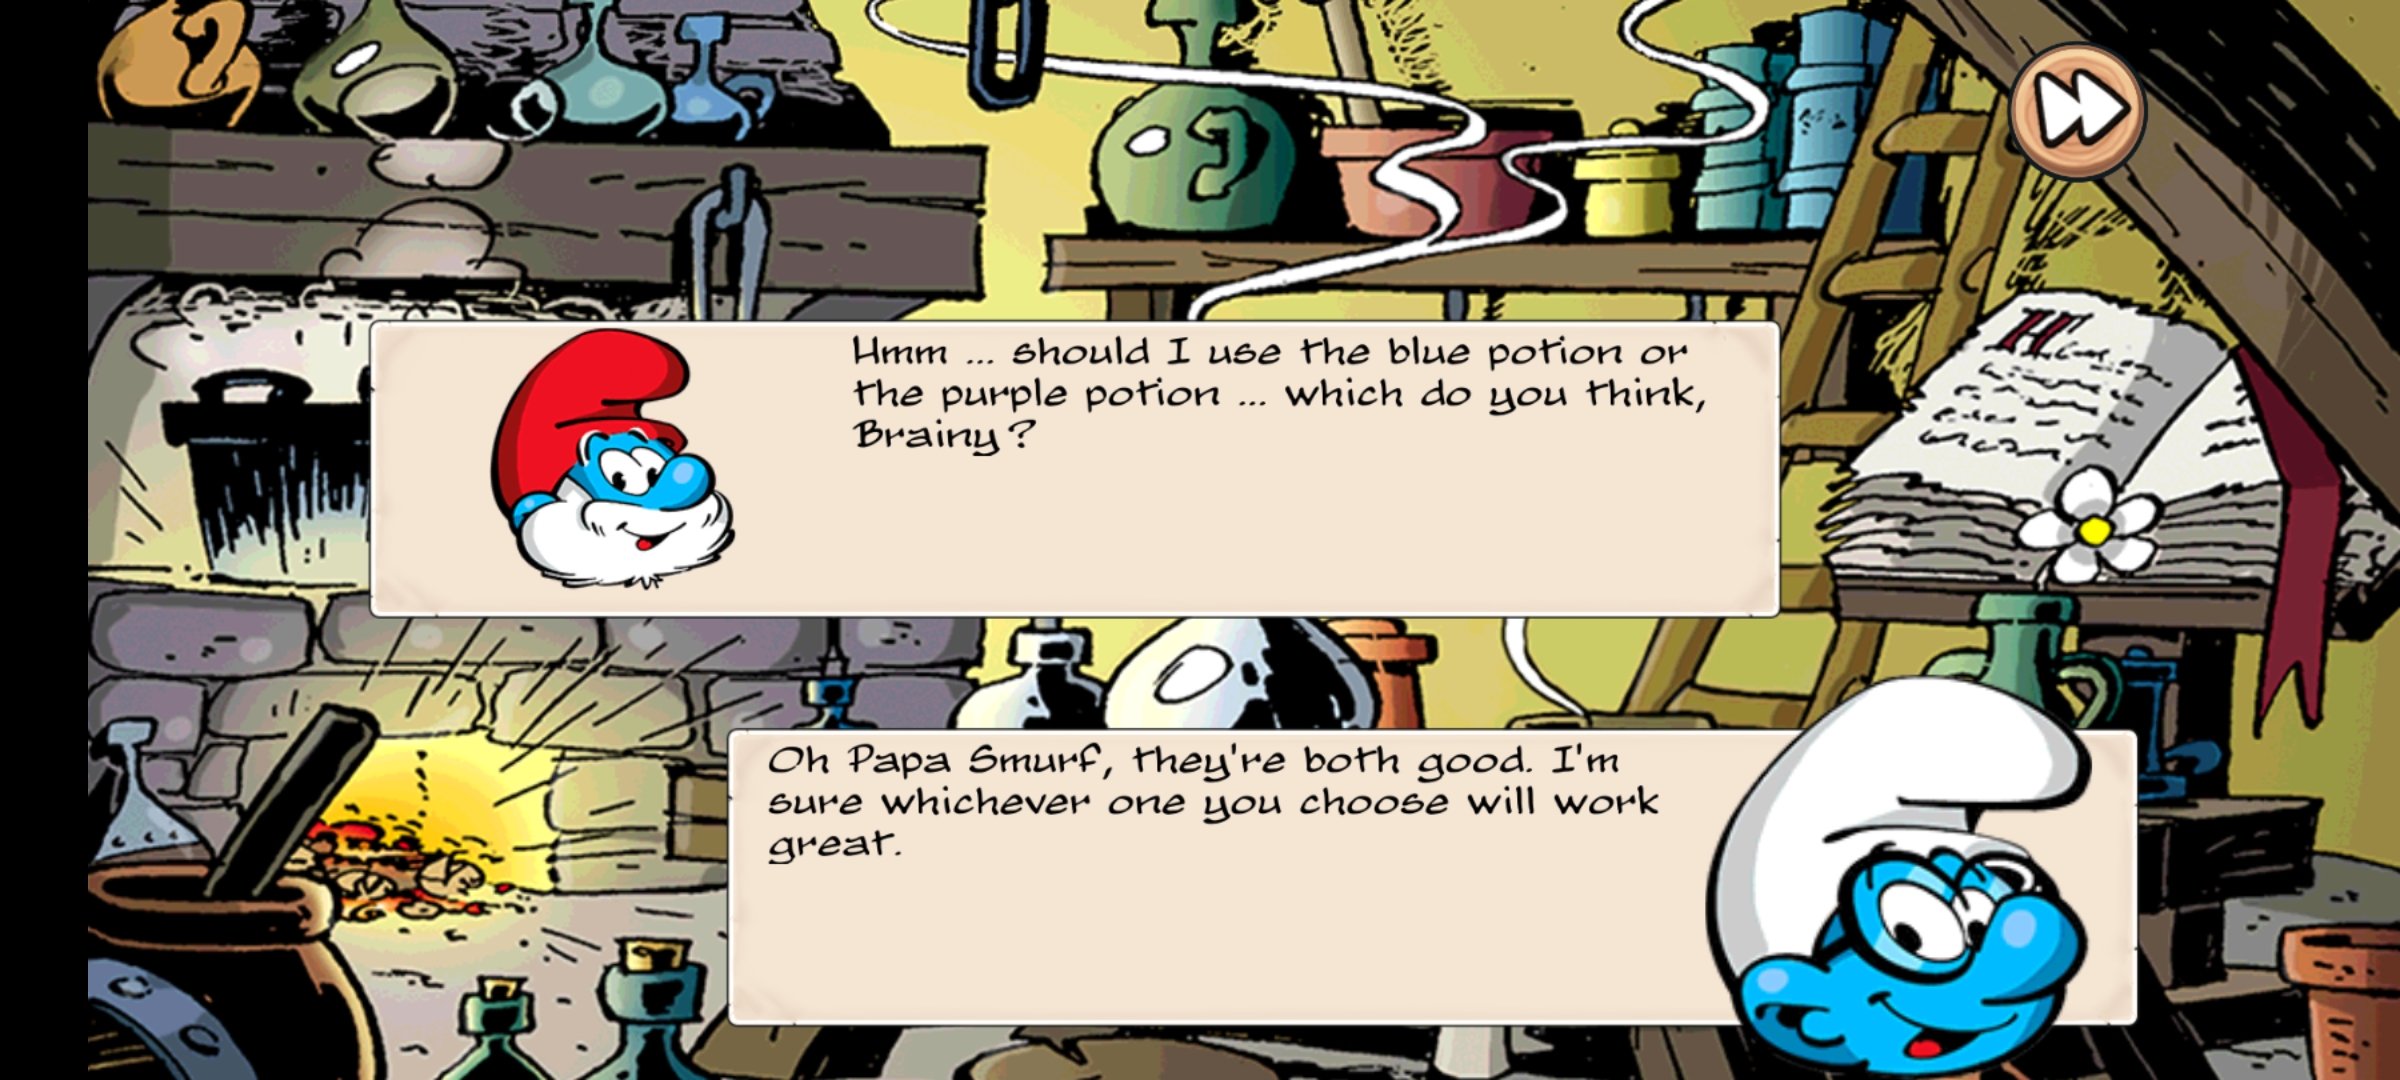 Hmm ... should I use the blue potion or
the purple potion ... which do you think,
Brainy?
Oh Papa Smurf, they're both good. I'm
sure whichever one you choose will work
great.